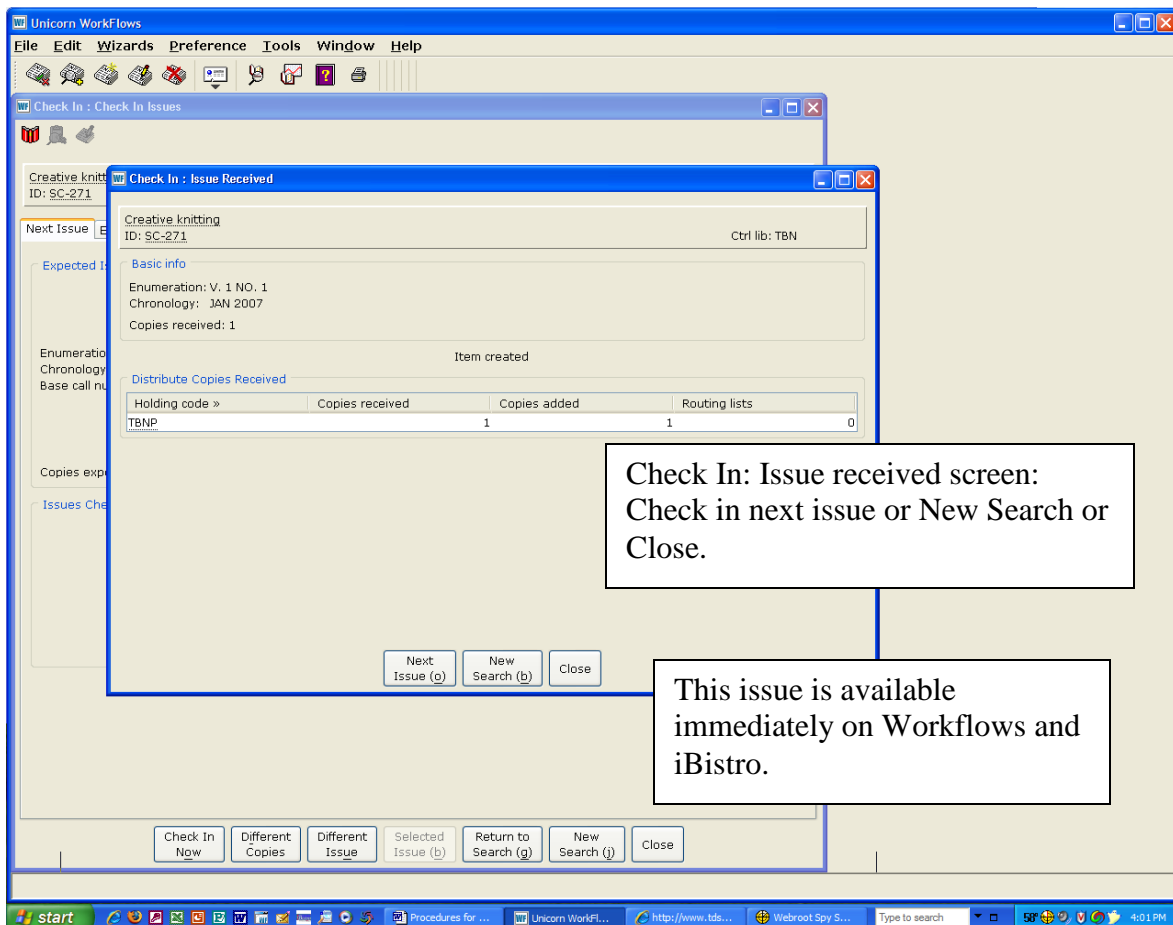 Unicorn WorkFlows
File Edit Wizards Preference Tools Window Help
Check In : Check In Issues
Creative knitt
ID: SC-271
Next Issue E
Expected Is
Enumeratio
Chronology
Base call nu
Copies expe
Issues Che
Check In : Issue Received
Creative knitting
ID: SC-271 Ctrl lib: TBN
Basic info
Enumeration: V. 1 NO. 1
Chronology: JAN 2007
Copies received: 1
Item created
Distribute Copies Received
Holding code » Copies received Copies added Routing lists
TBNP 1 1 0
Check In: Issue received screen:
Check in next issue or New Search or
Close.
Next
Issue (o)
New
Search (b)
Close
This issue is available
immediately on Workflows and
iBistro.
Check In
Now
Different
Copies
Different
Issue
Selected
Issue (b)
Return to
Search (g)
New
Search (j)
Close
start Procedures for ... Unicorn WorkFl... http://www.tds... Webroot Spy S... Type to search 58° 4:01 PM